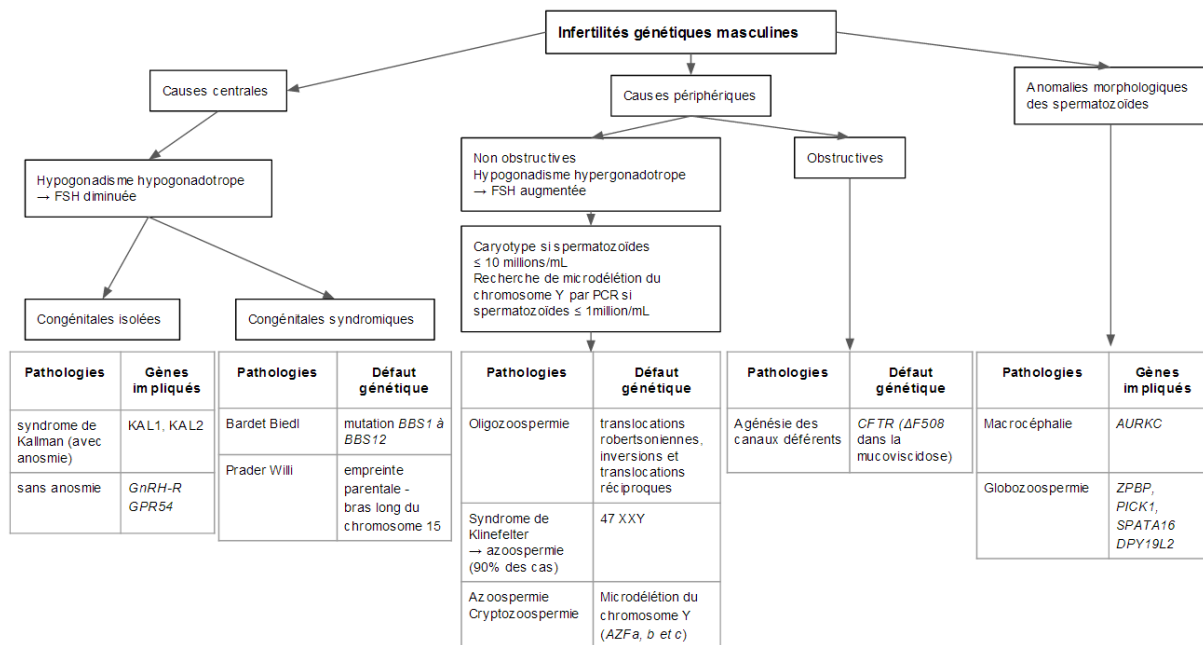 Infertilités génétiques masculines
Causes centrales
Causes périphériques
Anomalies morphologiques
des spermatozoïdes
Hypogonadisme hypogonadotrope
→ FSH diminuée
Non obstructives
Hypogonadisme hypergonadotrope
→ FSH augmentée
Obstructives
Caryotype si spermatozoïdes
≤ 10 millions/mL
Recherche de microdélétion du
chromosome Y par PCR si
spermatozoïdes ≤ 1million/mL
Congénitales isolées
Congénitales syndromiques
Pathologies
Gènes
impliqués
syndrome de
Kallman (avec
anosmie)
KAL1, KAL2
sans anosmie
GnRH-R
GPR54
Pathologies
Défaut
génétique
Bardet Biedl
mutation BBS1 à
BBS12
Prader Willi
empreinte
parentale -
bras long du
chromosome 15
Pathologies
Défaut
génétique
Oligozoospermie
translocations
robertsoniennes,
inversions et
translocations
réciproques
Syndrome de
Klinefelter
→ azoospermie
(90% des cas)
47 XXY
Azoospermie
Cryptozoospermie
Microdélétion du
chromosome Y
(AZFa, b et c)
Pathologies
Défaut
génétique
Agénésie des
canaux déférents
CFTR (ΔF508
dans la
mucoviscidose)
Pathologies
Gènes
impliqués
Macrocéphalie
AURKC
Globozoospermie
ZPBP,
PICK1,
SPATA16
DPY19L2